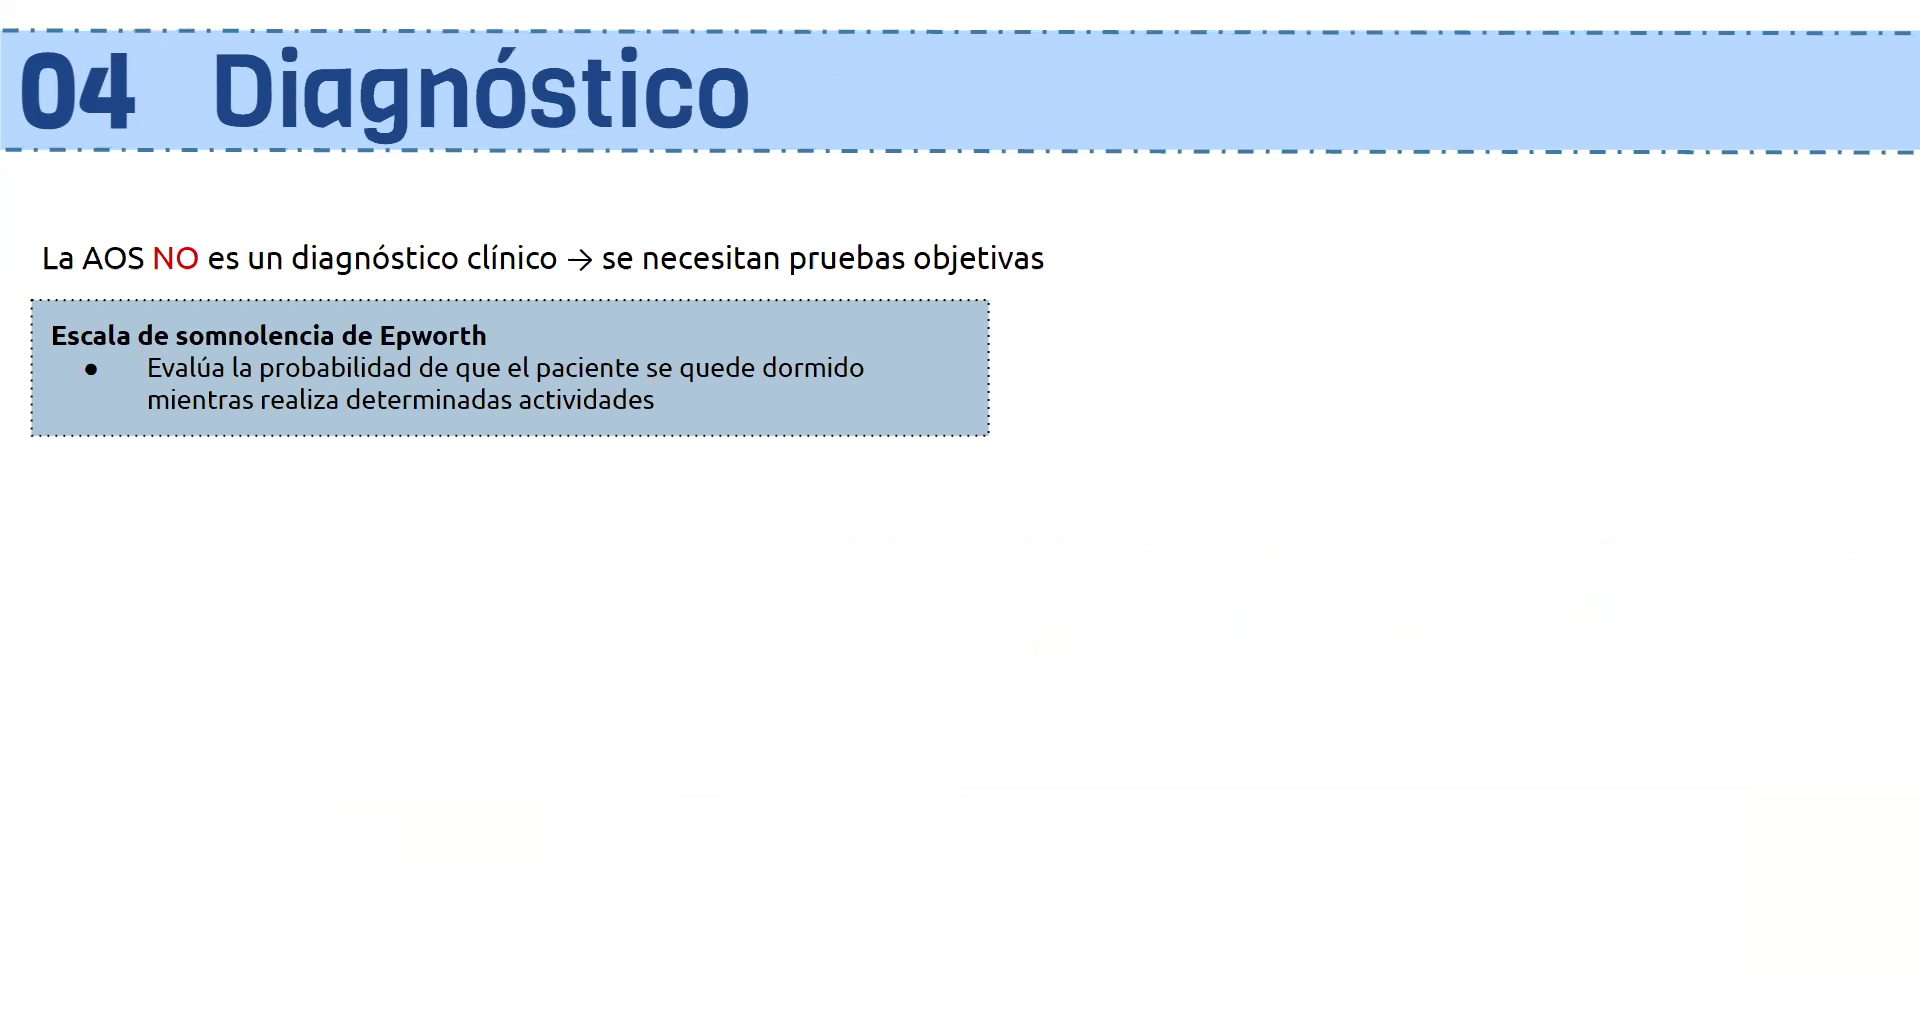 04 Diagnóstico
La AOS NO es un diagnóstico clínico → se necesitan pruebas objetivas
Escala de somnolencia de Epworth
● Evalúa la probabilidad de que el paciente se quede dormido
mientras realiza determinadas actividades